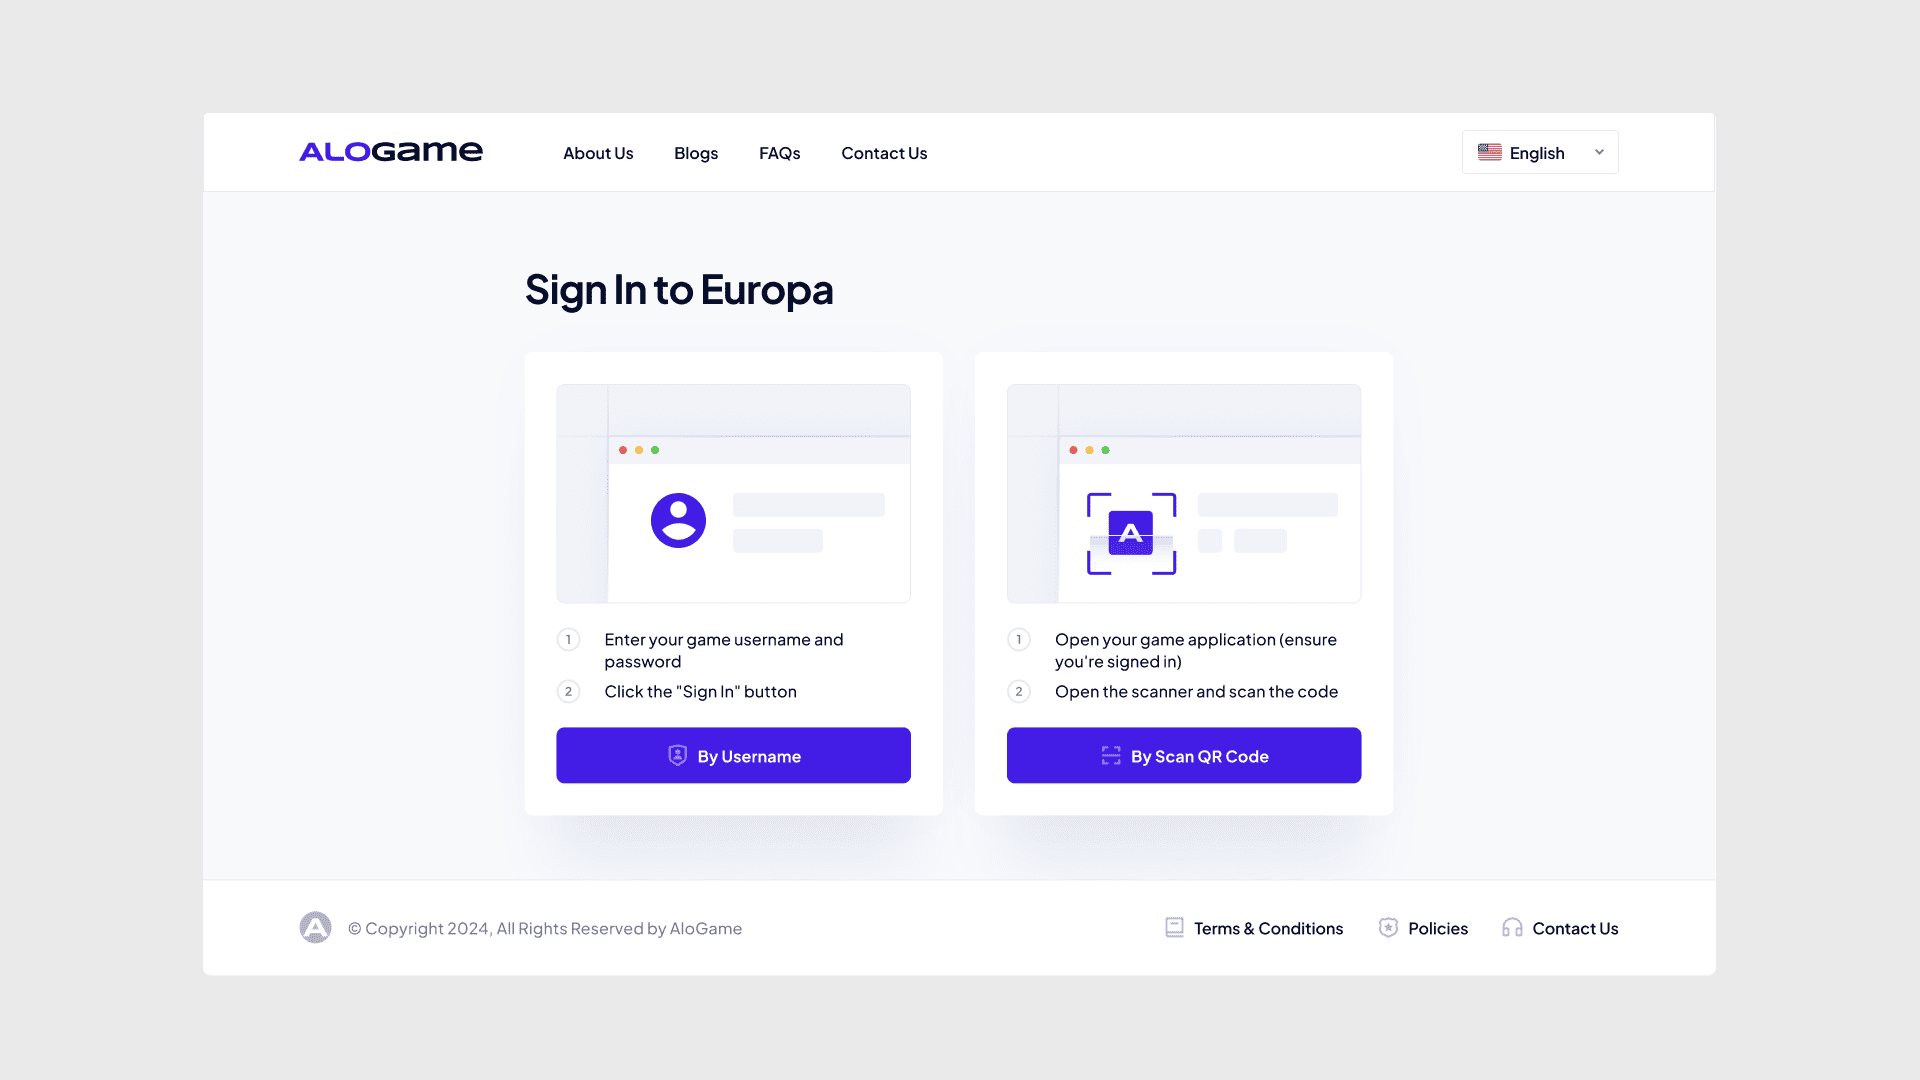 ALOGAME
About Us
Blogs
FAQs
Contact Us
English
Sign In to Europa
A
1
Enter your game username and
password
2
Click the "Sign In" button
By Username
1
Open your game application (ensure
you're signed in)
2
Open the scanner and scan the code
By Scan QR Code
A
© Copyright 2024, All Rights Reserved by AloGame
Terms & Conditions
Policies
Contact Us